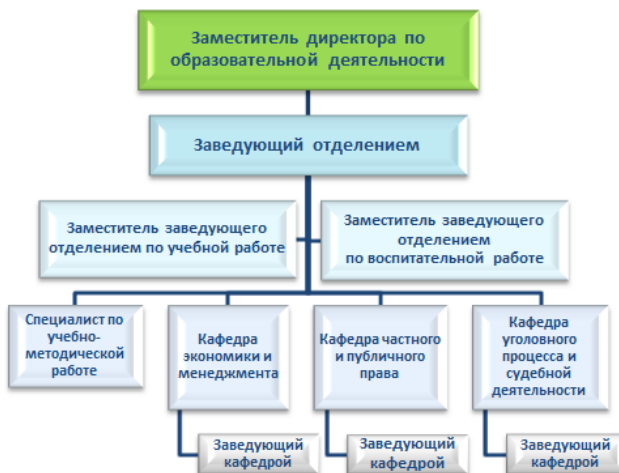 Заместитель директора по
образовательной деятельности
Заведующий отделением
Заместитель заведующего
отделением по учебной работе
Заместитель заведующего
отделением
по воспитательной работе
Специалист по
учебно-
методической
работе
Кафедра
экономики и
менеджмента
Кафедра частного
и публичного
права
Кафедра
уголовного
процесса и
судебной
деятельности
Заведующий
кафедрой
Заведующий
кафедрой
Заведующий
кафедрой